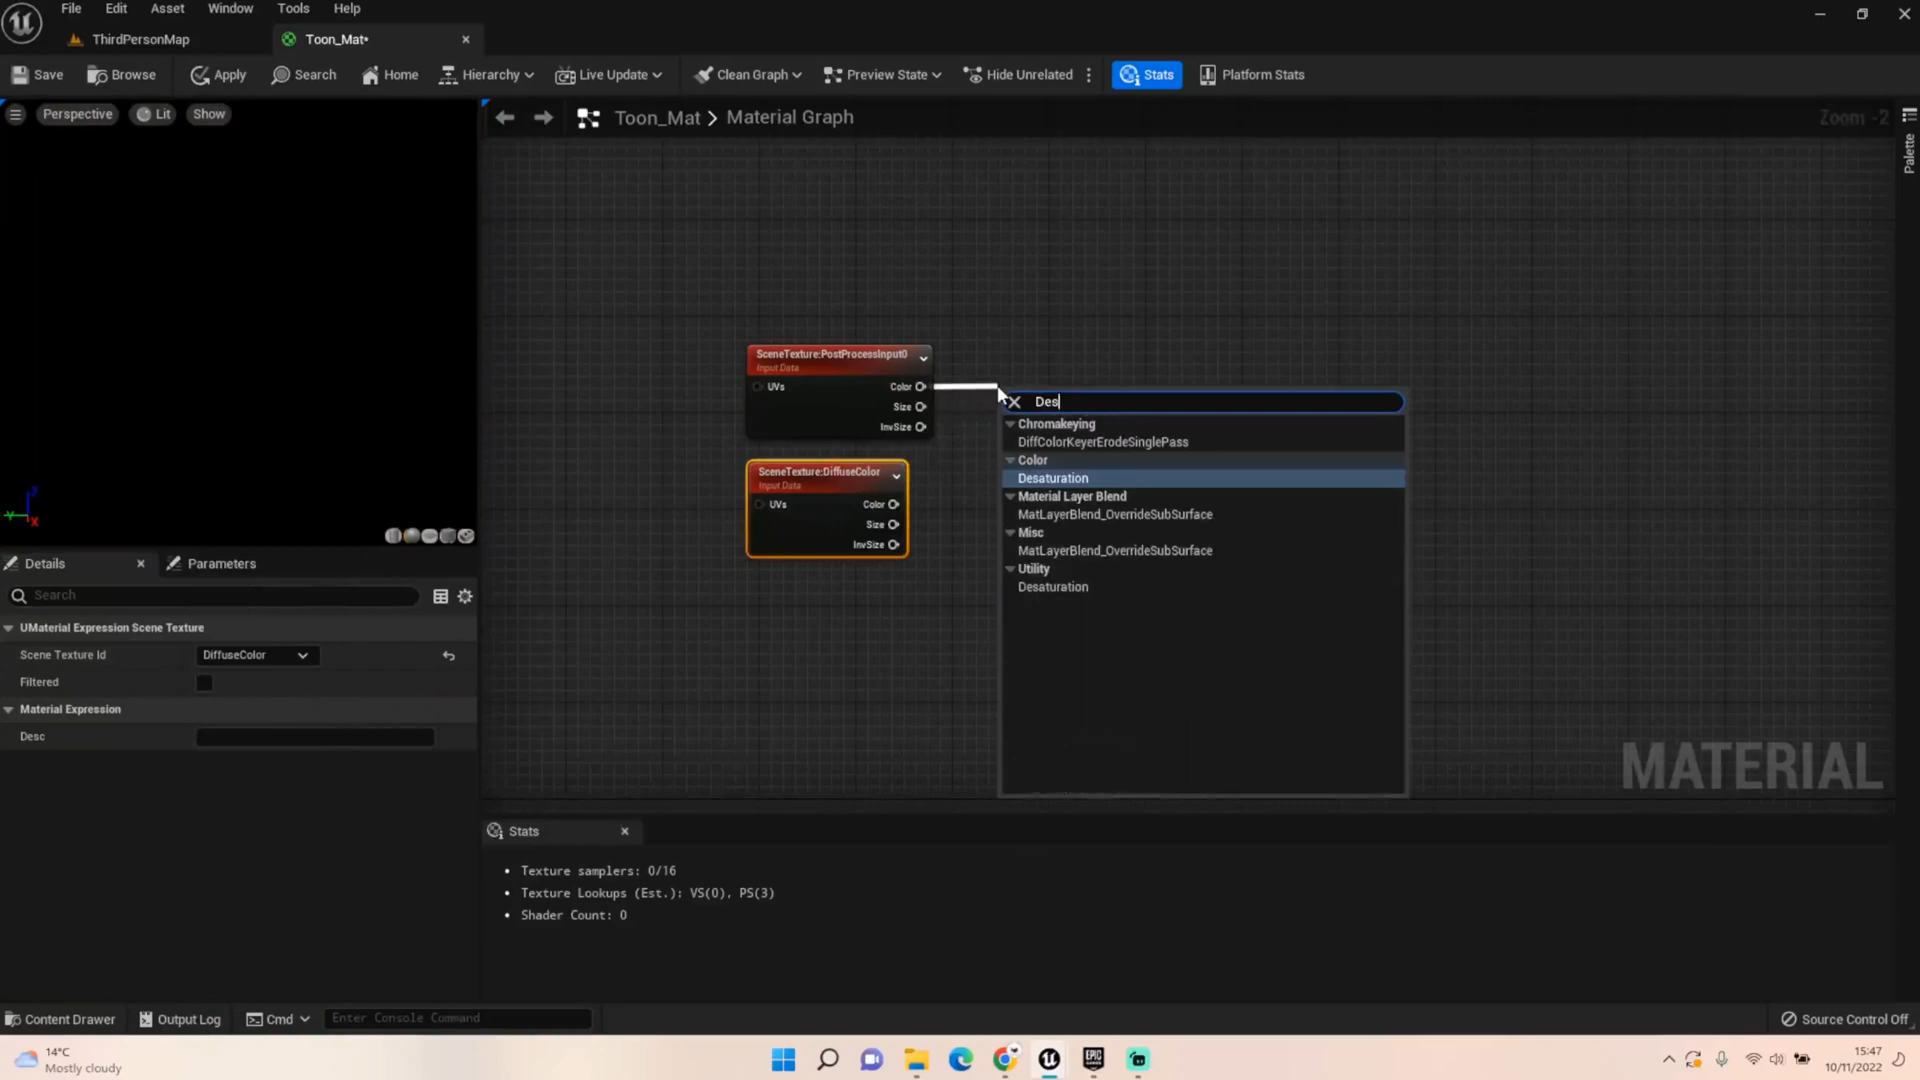 File Edit Asset Window Tools Help
ThirdPersonMap Toon_Mat*
Save Browse Apply Search Home Hierarchy Live Update Clean Graph Preview State Hide Unrelated Stats Platform Stats
Perspective Lit Show
Toon_Mat > Material Graph
Zoom -2
Palette
SceneTexture:PostProcessInput0
Input Data
UVs Color
Size
InvSize
SceneTexture:DiffuseColor
Input Data
UVs Color
Size
InvSize
Des
Chromakeying
DiffColorKeyerErodeSinglePass
Color
Desaturation
Material Layer Blend
MatLayerBlend_OverrideSubSurface
Misc
MatLayerBlend_OverrideSubSurface
Utility
Desaturation
MATERIAL
Z
Y
X
Details Parameters
Search
UMaterial Expression Scene Texture
Scene Texture Id DiffuseColor
Filtered
Material Expression
Desc
Stats
Texture samplers: 0/16
Texture Lookups (Est.): VS(0), PS(3)
Shader Count: 0
Content Drawer Output Log Cmd Enter Console Command Source Control Off
14°C
Mostly cloudy
EPIC
GAMES
15:47
10/11/2022